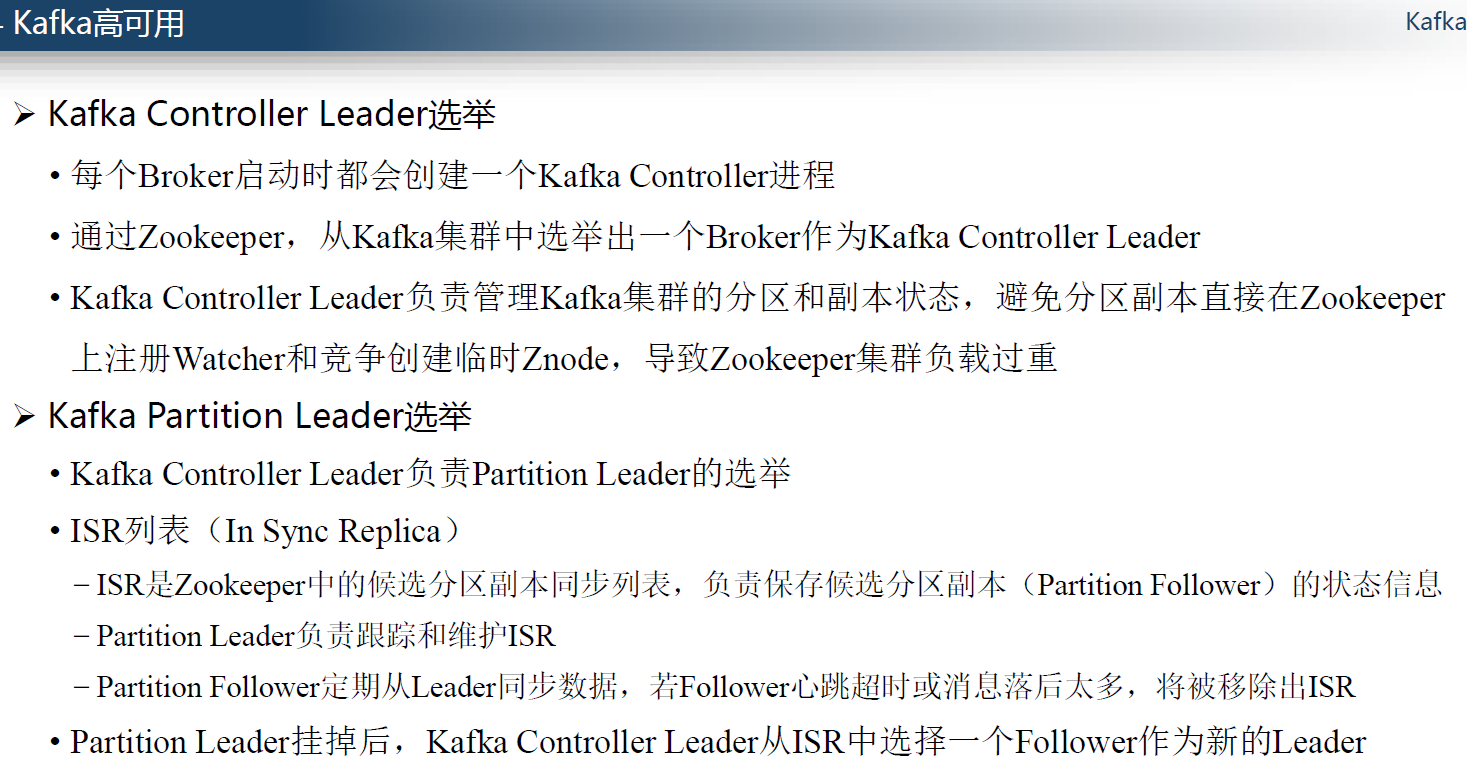 Kafka高可用
Kafka
➢ Kafka Controller Leader选举
• 每个Broker启动时都会创建一个Kafka Controller进程
• 通过Zookeeper，从Kafka集群中选举出一个Broker作为Kafka Controller Leader
• Kafka Controller Leader负责管理Kafka集群的分区和副本状态，避免分区副本直接在Zookeeper
上注册Watcher和竞争创建临时Znode，导致Zookeeper集群负载过重
➢ Kafka Partition Leader选举
• Kafka Controller Leader负责Partition Leader的选举
• ISR列表（In Sync Replica）
– ISR是Zookeeper中的候选分区副本同步列表，负责保存候选分区副本（Partition Follower）的状态信息
– Partition Leader负责跟踪和维护ISR
– Partition Follower定期从Leader同步数据，若Follower心跳超时或消息落后太多，将被移除出ISR
• Partition Leader挂掉后，Kafka Controller Leader从ISR中选择一个Follower作为新的Leader